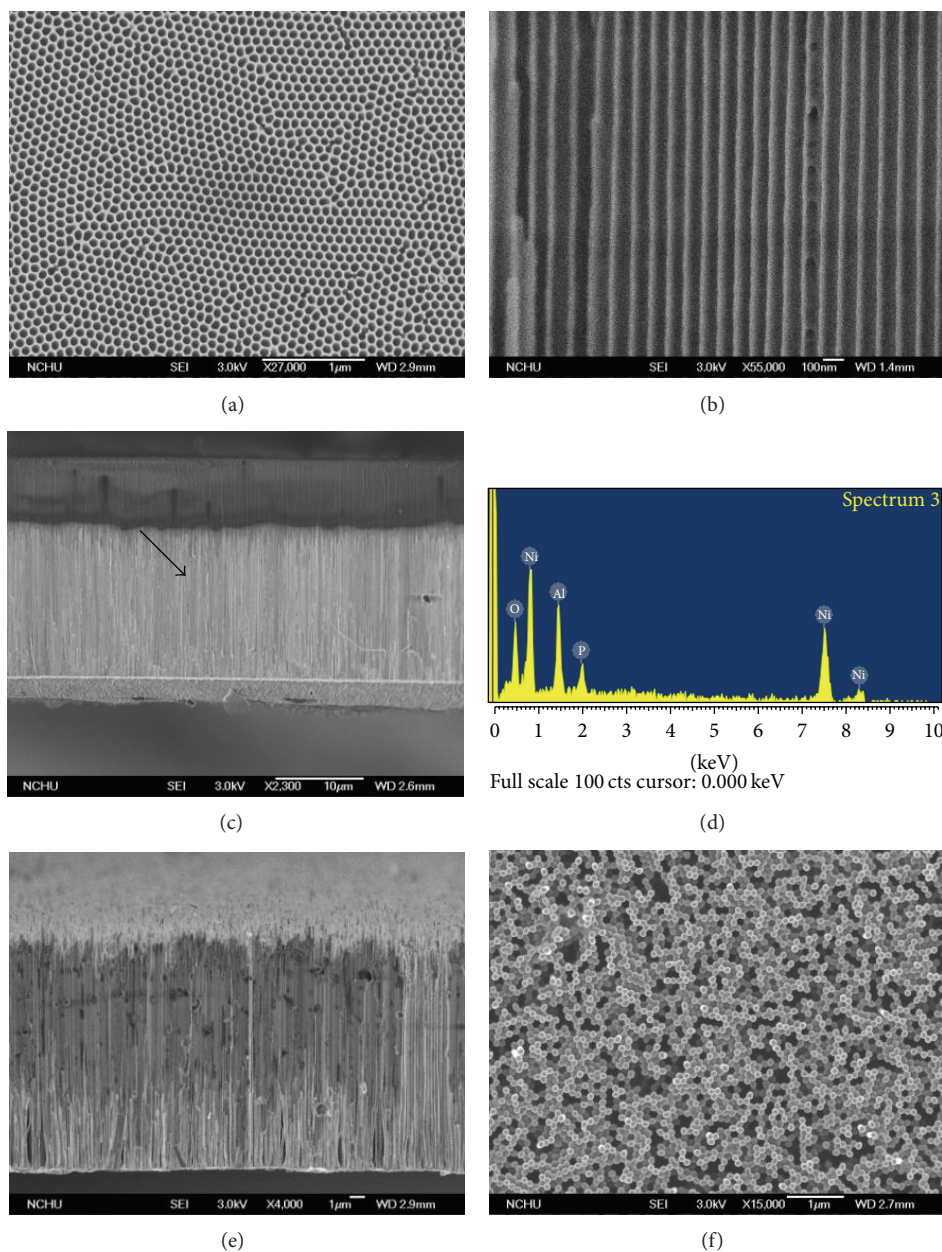 NCHU SEI 3.0kV X27,000 1μm WD 2.9mm
(a)
NCHU SEI 3.0kV X55,000 100nm WD 1.4mm
(b)
NCHU SEI 3.0kV X2,300 10μm WD 2.6mm
(c)
Spectrum 3
O Ni Al P Ni Ni
0 1 2 3 4 5 6 7 8 9 10
(keV)
Full scale 100 cts cursor: 0.000 keV
(d)
NCHU SEI 3.0kV X4,000 1μm WD 2.9mm
(e)
NCHU SEI 3.0kV X15,000 1μm WD 2.7mm
(f)